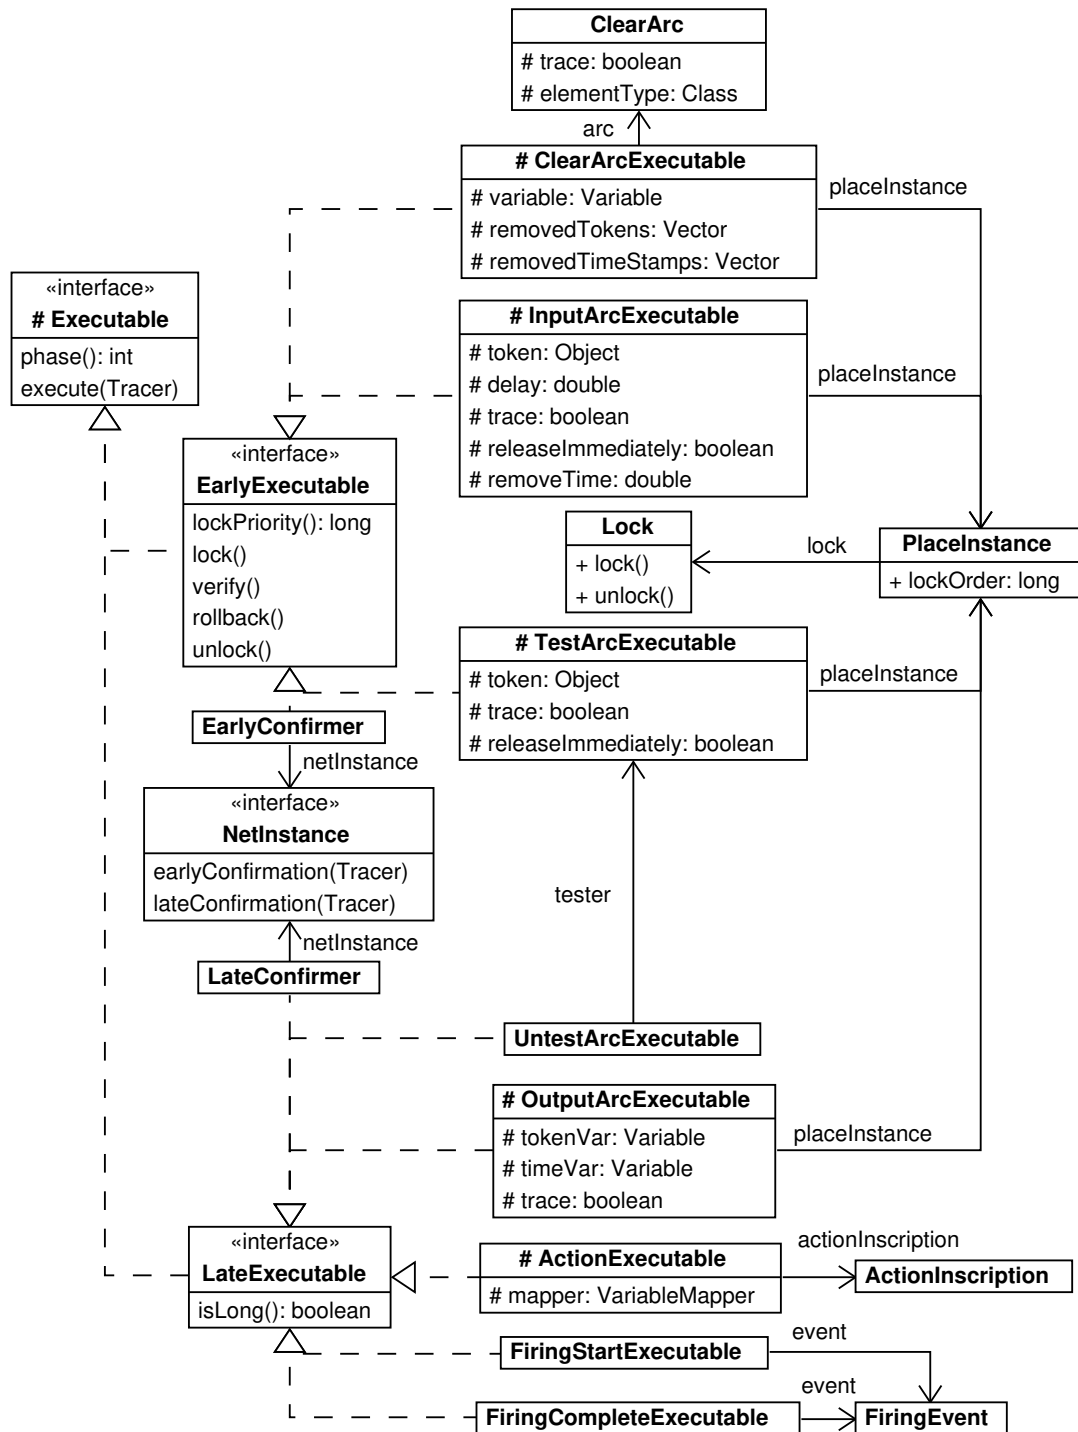 ClearArc
# trace: boolean
# elementType: Class
arc
# ClearArcExecutable
# variable: Variable
# removedTokens: Vector
# removedTimeStamps: Vector
placeInstance
«interface»
# Executable
phase(): int
execute(Tracer)
# InputArcExecutable
# token: Object
# delay: double
# trace: boolean
# releaseImmediately: boolean
# removeTime: double
placeInstance
«interface»
EarlyExecutable
lockPriority(): long
lock()
verify()
rollback()
unlock()
Lock
+ lock()
+ unlock()
lock
PlaceInstance
+ lockOrder: long
# TestArcExecutable
# token: Object
# trace: boolean
# releaseImmediately: boolean
placeInstance
EarlyConfirmer
netInstance
«interface»
NetInstance
earlyConfirmation(Tracer)
lateConfirmation(Tracer)
tester
netInstance
LateConfirmer
UntestArcExecutable
# OutputArcExecutable
# tokenVar: Variable
# timeVar: Variable
# trace: boolean
placeInstance
«interface»
LateExecutable
isLong(): boolean
# ActionExecutable
# mapper: VariableMapper
actionInscription
ActionInscription
FiringStartExecutable
event
FiringCompleteExecutable
event
FiringEvent